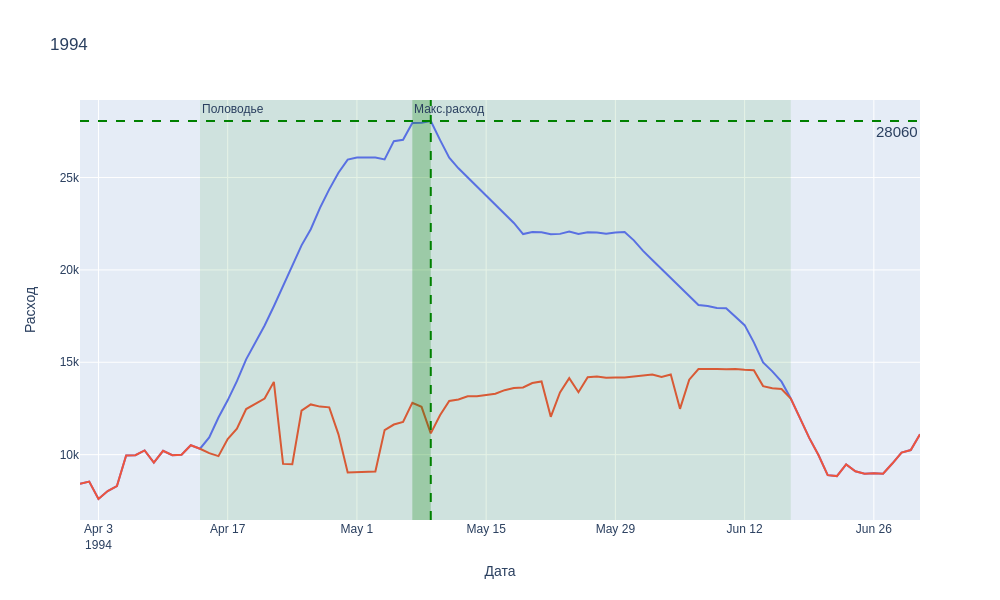 1994
Половодье
Макс.расход
28060
25k
20k
15k
10k
Расход
Apr 3
1994
Apr 17
May 1
May 15
May 29
Jun 12
Jun 26
Дата